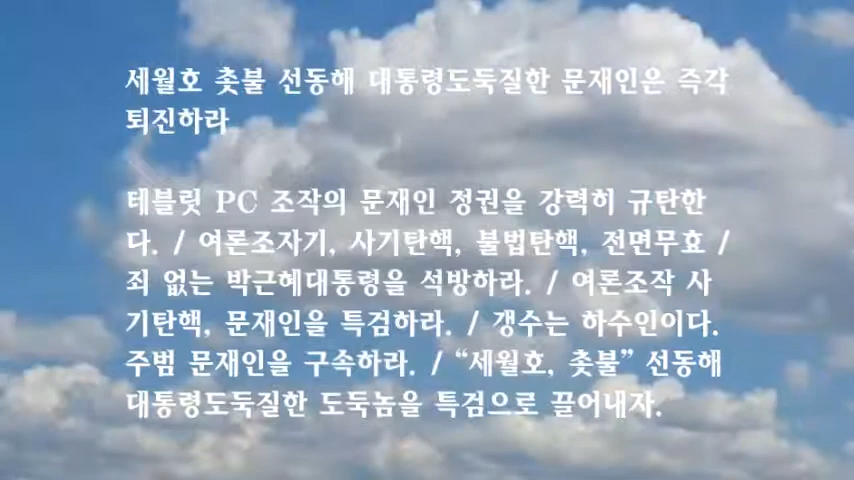 세월호 촛불 선동해 대통령도둑질한 문재인은 즉각
퇴진하라
테블릿 PC 조작의 문재인 정권을 강력히 규탄한
다. / 여론조자기, 사기탄핵, 불법탄핵, 전면무효 /
죄 없는 박근혜대통령을 석방하라. / 여론조작 사
기탄핵, 문재인을 특검하라. / 갱수는 하수인이다.
주범 문재인을 구속하라. / “세월호, 촛불” 선동해
대통령도둑질한 도둑놈을 특검으로 끌어내자.